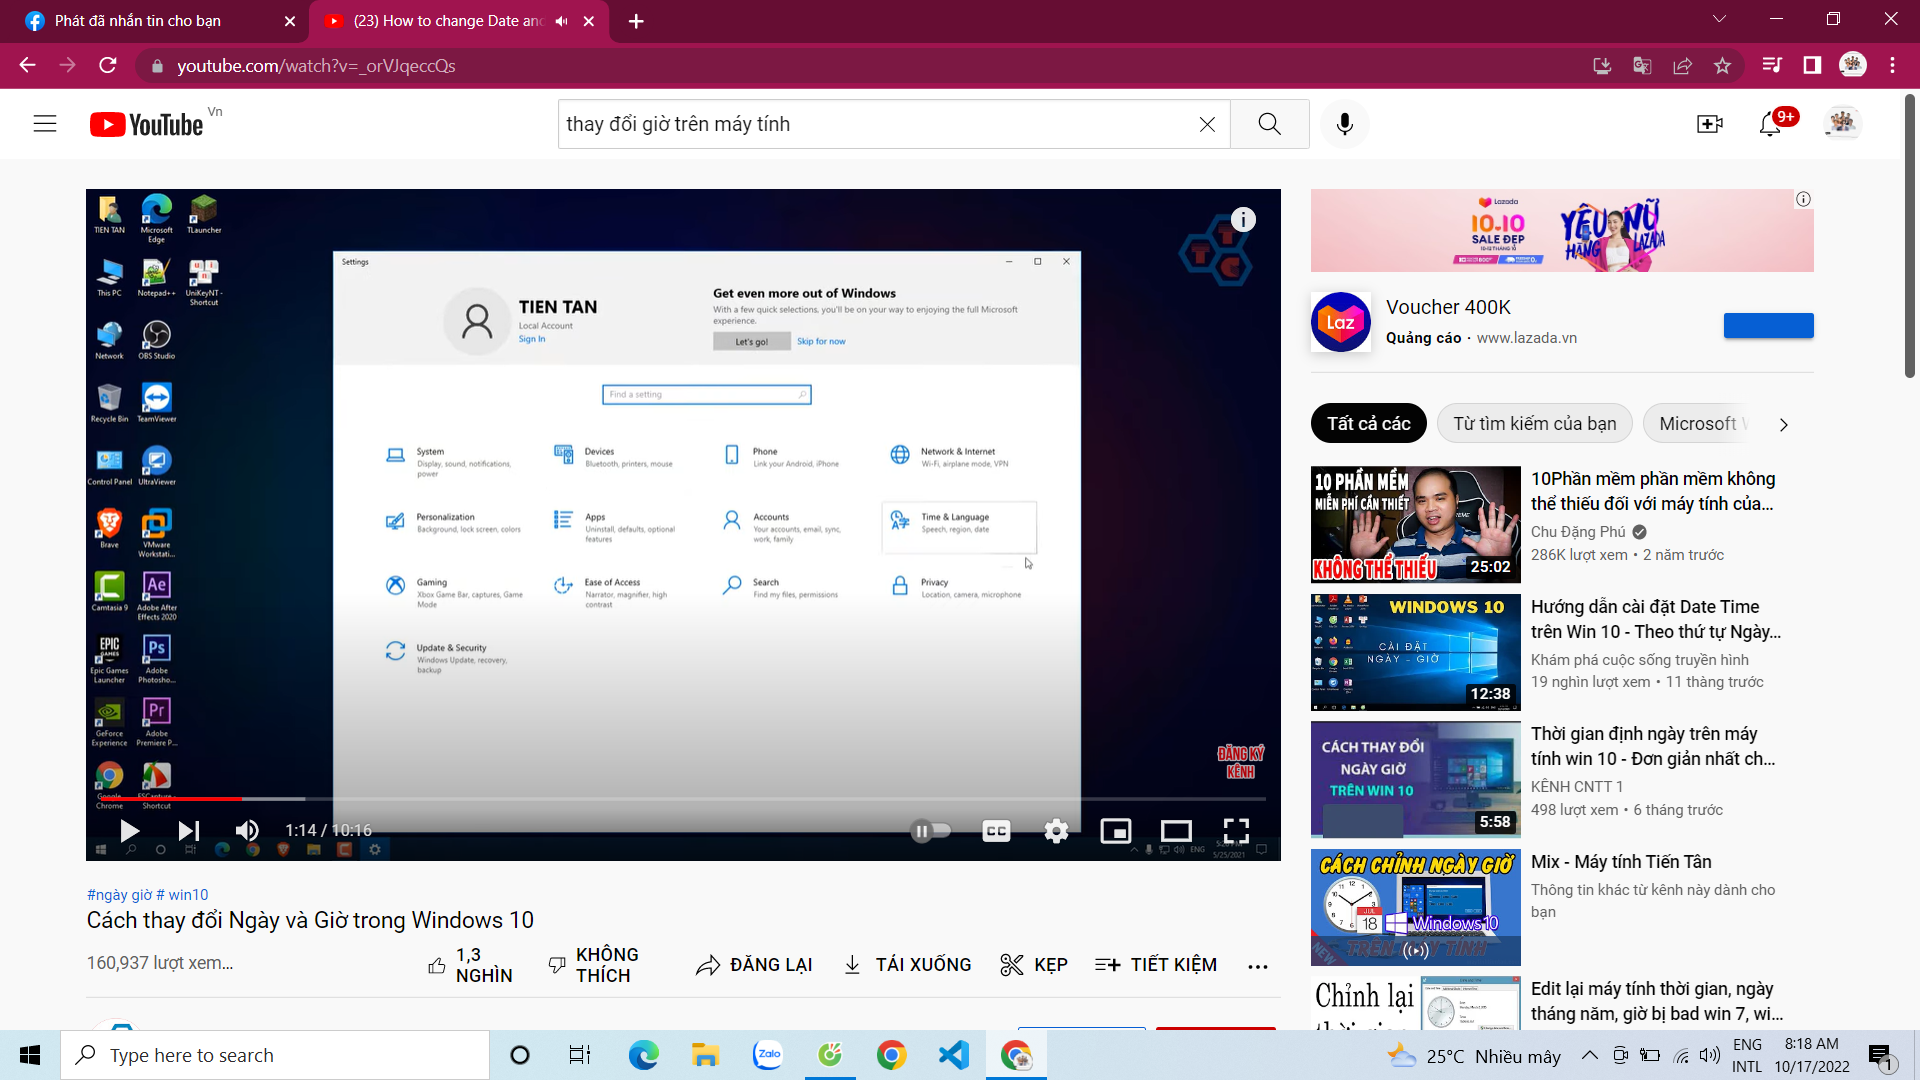 Phát đã nhắn tin cho bạn
(23) How to change Date an
youtube.com/watch?v=_orVJqeccQs
YouTube Vn
thay đổi giờ trên máy tính
9+
TIEN TAN
Microsoft Edge
TLauncher
This PC
Notepad++
UniKeyNT - Shortcut
Network
OBS Studio
Recycle Bin
TeamViewer
Control Panel
UltraViewer
Brave
VMware Workstati...
Camtasia 9
Adobe After Effects 2020
EPIC GAMES
Epic Games Launcher
Adobe Photosho...
GeForce Experience
Adobe Premiere P...
Google Chrome
Settings
TIEN TAN
Local Account
Sign In
Get even more out of Windows
With a few quick selections, you'll be on your way to enjoying the full Microsoft
experience.
Let's go!
Skip for now
Find a setting
System
Display, sound, notifications,
power
Devices
Bluetooth, printers, mouse
Phone
Link your Android, iPhone
Network & Internet
Wi-Fi, airplane mode, VPN
Personalization
Background, lock screen, colors
Apps
Uninstall, defaults, optional
features
Accounts
Your accounts, email, sync,
work, family
Time & Language
Speech, region, date
Gaming
Xbox Game Bar, captures, Game
Mode
Ease of Access
Narrator, magnifier, high
contrast
Search
Find my files, permissions
Privacy
Location, camera, microphone
Update & Security
Windows Update, recovery,
backup
TTC
ĐĂNG KÝ
KÊNH
1:14 / 10:16
CC
ENG
5/25/2021
#ngày giờ # win10
Cách thay đổi Ngày và Giờ trong Windows 10
160,937 lượt xem...
1,3
NGHÌN
KHÔNG
THÍCH
ĐĂNG LẠI
TẢI XUỐNG
KẸP
TIẾT KIỆM
Lazada
10.10
SALE ĐẸP
YÊU NỮ
HÀNG LAZADA
Laz
Voucher 400K
Quảng cáo · www.lazada.vn
Tất cả các
Từ tìm kiếm của bạn
Microsoft W
10 PHẦN MỀM
MIỄN PHÍ CẦN THIẾT
KHÔNG THỂ THIẾU
25:02
10Phần mềm phần mềm không
thể thiếu đối với máy tính của...
Chu Đặng Phú
286K lượt xem • 2 năm trước
WINDOWS 10
CÀI ĐẶT
NGÀY - GIỜ
12:38
Hướng dẫn cài đặt Date Time
trên Win 10 - Theo thứ tự Ngày...
Khám phá cuộc sống truyền hình
19 nghìn lượt xem • 11 tháng trước
CÁCH THAY ĐỔI
NGÀY GIỜ
TRÊN WIN 10
5:58
Thời gian định ngày trên máy
tính win 10 - Đơn giản nhất ch...
KÊNH CNTT 1
498 lượt xem • 6 tháng trước
CÁCH CHỈNH NGÀY GIỜ
JUL
18
Windows10
NEW
TRÊN MÁY TÍNH
Mix - Máy tính Tiến Tân
Thông tin khác từ kênh này dành cho
bạn
Chỉnh lại
Edit lại máy tính thời gian, ngày
tháng năm, giờ bị bad win 7, wi...
Type here to search
Zalo
25°C Nhiều mây
ENG
INTL
8:18 AM
10/17/2022
1